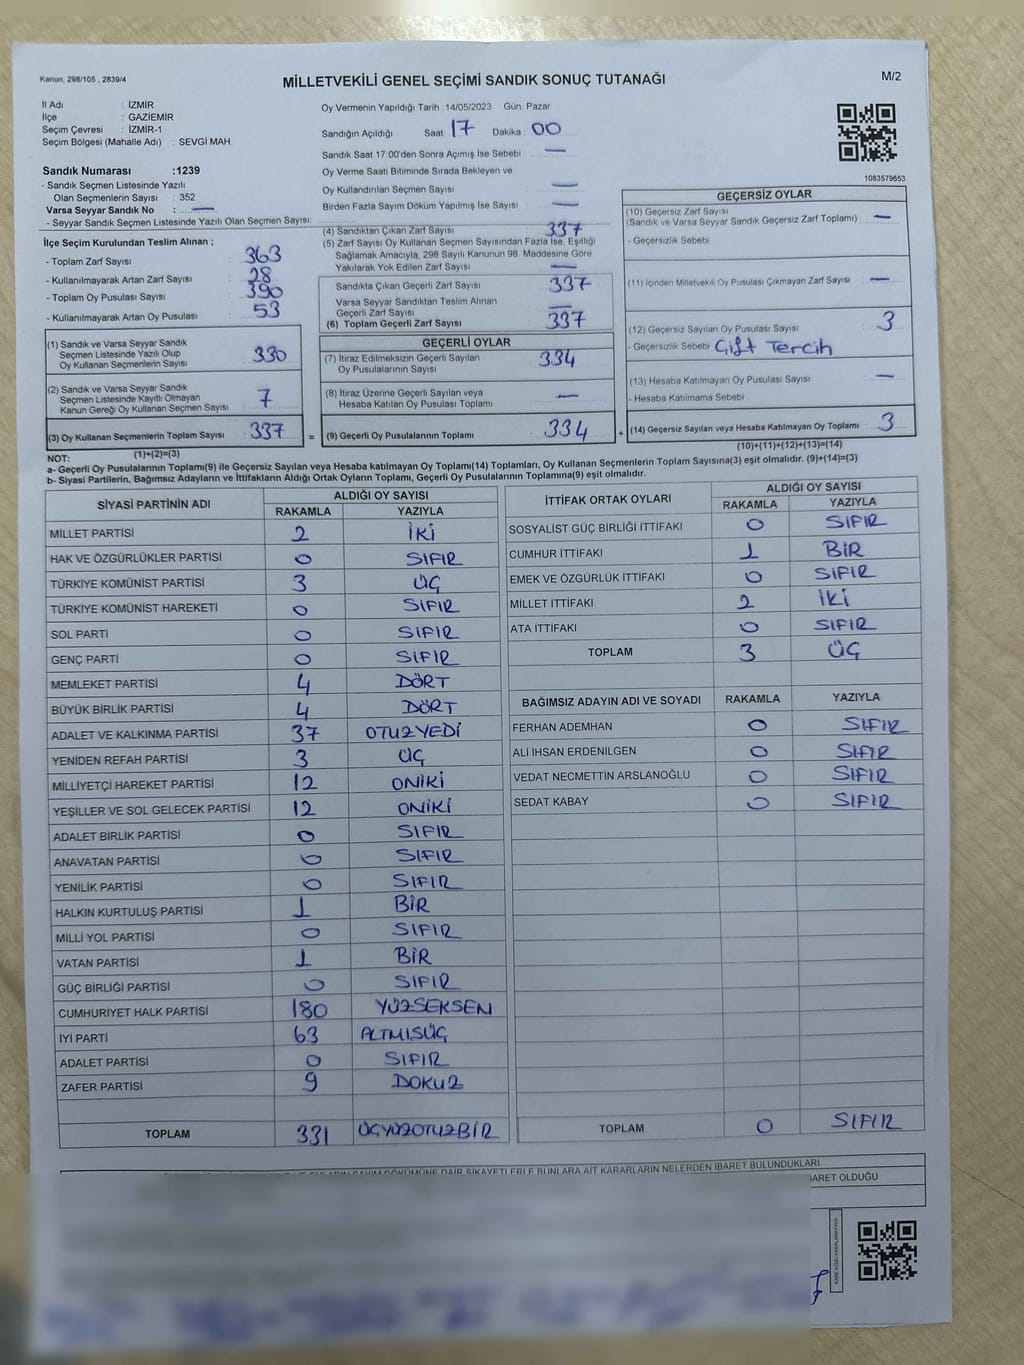 Kanun, 298/105 , 2839/4
MİLLETVEKİLİ GENEL SEÇİMİ SANDIK SONUÇ TUTANAĞI
M/2
İl Adı : İZMİR
İlçe : GAZİEMİR
Seçim Çevresi : İZMİR-1
Seçim Bölgesi (Mahalle Adı) : SEVGİ MAH.
Sandık Numarası :1239
- Sandık Seçmen Listesinde Yazılı
Olan Seçmenlerin Sayısı : 352
Varsa Seyyar Sandık No : —
- Seyyar Sandık Seçmen Listesinde Yazılı Olan Seçmen Sayısı:
Oy Vermenin Yapıldığı Tarih : 14/05/2023 Gün: Pazar
Sandığın Açıldığı Saat: 17 Dakika: 00
Sandık Saat 17:00'den Sonra Açımış İse Sebebi : —
Oy Verme Saati Bitiminde Sırada Bekleyen ve
Oy Kullandırılan Seçmen Sayısı : —
Birden Fazla Sayım Döküm Yapılmış İse Sayısı : —
1083579653
İlçe Seçim Kurulundan Teslim Alınan ;
- Toplam Zarf Sayısı : 363
- Kullanılmayarak Artan Zarf Sayısı : 28
- Toplam Oy Pusulası Sayısı : 390
- Kullanılmayarak Artan Oy Pusulası : 53
(4) Sandıktan Çıkan Zarf Sayısı : 337
(5) Zarf Sayısı Oy Kullanan Seçmen Sayısından Fazla İse, Eşitliği
Sağlamak Amacıyla, 298 Sayılı Kanunun 98. Maddesine Göre
Yakılarak Yok Edilen Zarf Sayısı : —
Sandıkta Çıkan Geçerli Zarf Sayısı : 337
Varsa Seyyar Sandıktan Teslim Alınan
Geçerli Zarf Sayısı : —
(6) Toplam Geçerli Zarf Sayısı : 337
GEÇERSİZ OYLAR
(10) Geçersiz Zarf Sayısı
(Sandık ve Varsa Seyyar Sandık Geçersiz Zarf Toplamı) : —
- Geçersizlik Sebebi :
(11) İçinden Milletvekili Oy Pusulası Çıkmayan Zarf Sayısı : —
(12) Geçersiz Sayılan Oy Pusulası Sayısı : 3
- Geçersizlik Sebebi : Çift Tercih
(13) Hesaba Katılmayan Oy Pusulası Sayısı : —
- Hesaba Katılmama Sebebi :
(14) Geçersiz Sayılan veya Hesaba Katılmayan Oy Toplamı : 3
(10)+(11)+(12)+(13)=(14)
(1) Sandık ve Varsa Seyyar Sandık
Seçmen Listesinde Yazılı Olup
Oy Kullanan Seçmenlerin Sayısı : 330
(2) Sandık ve Varsa Seyyar Sandık
Seçmen Listesinde Kayıtlı Olmayan
Kanun Gereği Oy Kullanan Seçmen Sayısı : 7
(3) Oy Kullanan Seçmenlerin Toplam Sayısı : 337
(1)+(2)=(3)
GEÇERLİ OYLAR
(7) İtiraz Edilmeksizin Geçerli Sayılan
Oy Pusulalarının Sayısı : 334
(8) İtiraz Üzerine Geçerli Sayılan veya
Hesaba Katılan Oy Pusulası Toplamı : —
= (9) Geçerli Oy Pusulalarının Toplamı : 334 +
NOT:
a- Geçerli Oy Pusulalarının Toplamı(9) ile Geçersiz Sayılan veya Hesaba katılmayan Oy Toplamı(14) Toplamları, Oy Kullanan Seçmenlerin Toplam Sayısına(3) eşit olmalıdır. (9)+(14)=(3)
b- Siyasi Partilerin, Bağımsız Adayların ve İttifakların Aldığı Ortak Oyların Toplamı, Geçerli Oy Pusulalarının Toplamına(9) eşit olmalıdır.
SİYASİ PARTİNİN ADI ALDIĞI OY SAYISI
RAKAMLA YAZIYLA
MİLLET PARTİSİ 2 İKİ
HAK VE ÖZGÜRLÜKLER PARTİSİ 0 SIFIR
TÜRKİYE KOMÜNİST PARTİSİ 3 ÜÇ
TÜRKİYE KOMÜNİST HAREKETİ 0 SIFIR
SOL PARTİ 0 SIFIR
GENÇ PARTİ 0 SIFIR
MEMLEKET PARTİSİ 4 DÖRT
BÜYÜK BİRLİK PARTİSİ 4 DÖRT
ADALET VE KALKINMA PARTİSİ 37 OTUZYEDİ
YENİDEN REFAH PARTİSİ 3 ÜÇ
MİLLİYETÇİ HAREKET PARTİSİ 12 ONİKİ
YEŞİLLER VE SOL GELECEK PARTİSİ 12 ONİKİ
ADALET BİRLİK PARTİSİ 0 SIFIR
ANAVATAN PARTİSİ 0 SIFIR
YENİLİK PARTİSİ 0 SIFIR
HALKIN KURTULUŞ PARTİSİ 1 BİR
MİLLİ YOL PARTİSİ 0 SIFIR
VATAN PARTİSİ 1 BİR
GÜÇ BİRLİĞİ PARTİSİ 0 SIFIR
CUMHURİYET HALK PARTİSİ 180 YÜZSEKSEN
İYİ PARTİ 63 ALTMIŞÜÇ
ADALET PARTİSİ 0 SIFIR
ZAFER PARTİSİ 9 DOKUZ
TOPLAM 331 ÜÇYÜZOTUZBİR
İTTİFAK ORTAK OYLARI ALDIĞI OY SAYISI
RAKAMLA YAZIYLA
SOSYALİST GÜÇ BİRLİĞİ İTTİFAKI 0 SIFIR
CUMHUR İTTİFAKI 1 BİR
EMEK VE ÖZGÜRLÜK İTTİFAKI 0 SIFIR
MİLLET İTTİFAKI 2 İKİ
ATA İTTİFAKI 0 SIFIR
TOPLAM 3 ÜÇ
BAĞIMSIZ ADAYIN ADI VE SOYADI RAKAMLA YAZIYLA
FERHAN ADEMHAN 0 SIFIR
ALİ İHSAN ERDENİLGEN 0 SIFIR
VEDAT NECMETTİN ARSLANOĞLU 0 SIFIR
SEDAT KABAY 0 SIFIR
TOPLAM 0 SIFIR
SAYIM DÖKÜMÜNE DAİR ŞİKAYETLERLE BUNLARA AİT KARARLARIN NELERDEN İBARET BULUNDUKLARI
OLDUĞU